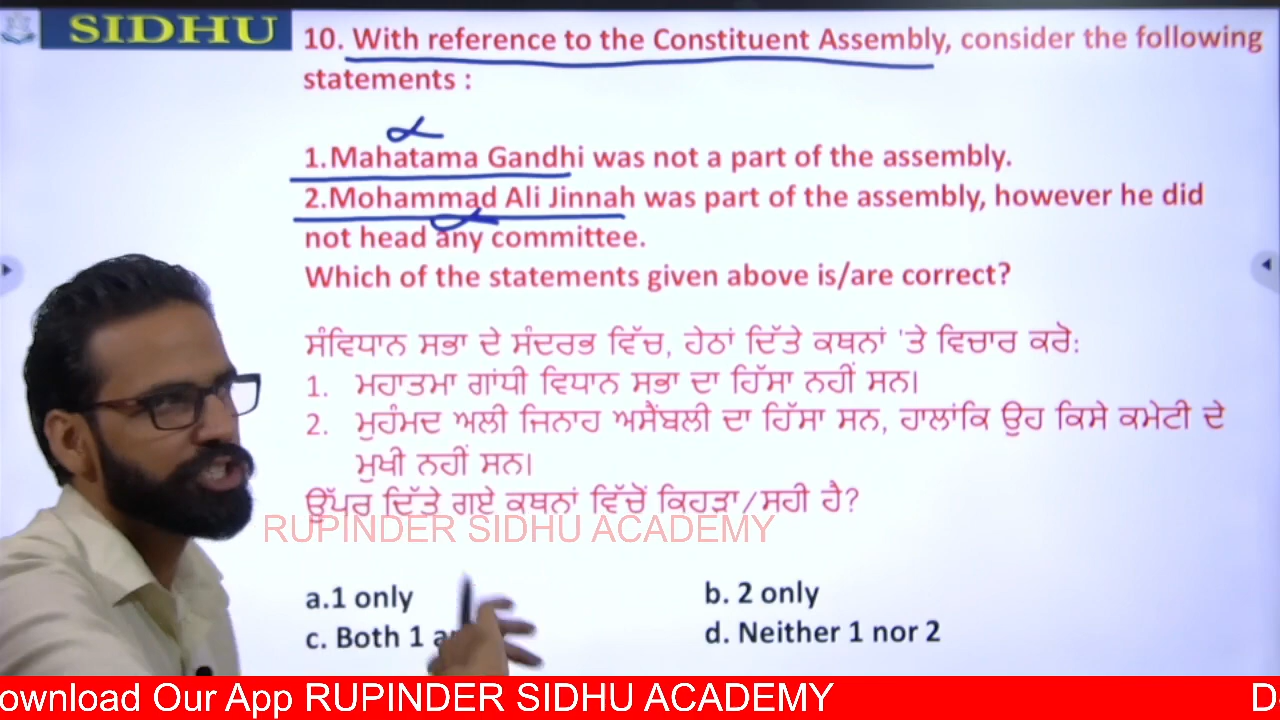 SIDHU
10. With reference to the Constituent Assembly, consider the following
statements :
1.Mahatama Gandhi was not a part of the assembly.
2.Mohammad Ali Jinnah was part of the assembly, however he did
not head any committee.
Which of the statements given above is/are correct?
ਸੰਵਿਧਾਨ ਸਭਾ ਦੇ ਸੰਦਰਭ ਵਿੱਚ, ਹੇਠਾਂ ਦਿੱਤੇ ਕਥਨਾਂ 'ਤੇ ਵਿਚਾਰ ਕਰੋ:
1. ਮਹਾਤਮਾ ਗਾਂਧੀ ਵਿਧਾਨ ਸਭਾ ਦਾ ਹਿੱਸਾ ਨਹੀਂ ਸਨ।
2. ਮੁਹੰਮਦ ਅਲੀ ਜਿਨਾਹ ਅਸੈਂਬਲੀ ਦਾ ਹਿੱਸਾ ਸਨ, ਹਾਲਾਂਕਿ ਉਹ ਕਿਸੇ ਕਮੇਟੀ ਦੇ
ਮੁਖੀ ਨਹੀਂ ਸਨ।
ਉੱਪਰ ਦਿੱਤੇ ਗਏ ਕਥਨਾਂ ਵਿੱਚੋਂ ਕਿਹੜਾ/ਸਹੀ ਹੈ?
RUPINDER SIDHU ACADEMY
a.1 only
b. 2 only
c. Both 1 a
d. Neither 1 nor 2
ownload Our App RUPINDER SIDHU ACADEMY
D